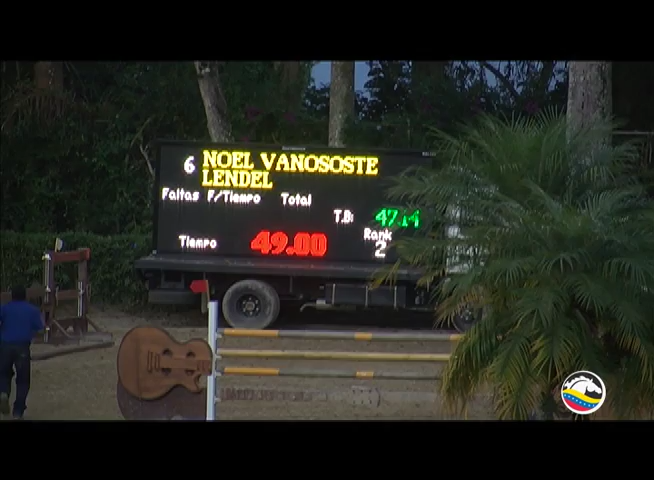 6 NOEL VANOSOSTE
LENDEL
Faltas F/Tiempo Total
T.B: 47.14
Tiempo 49.00 Rank
2